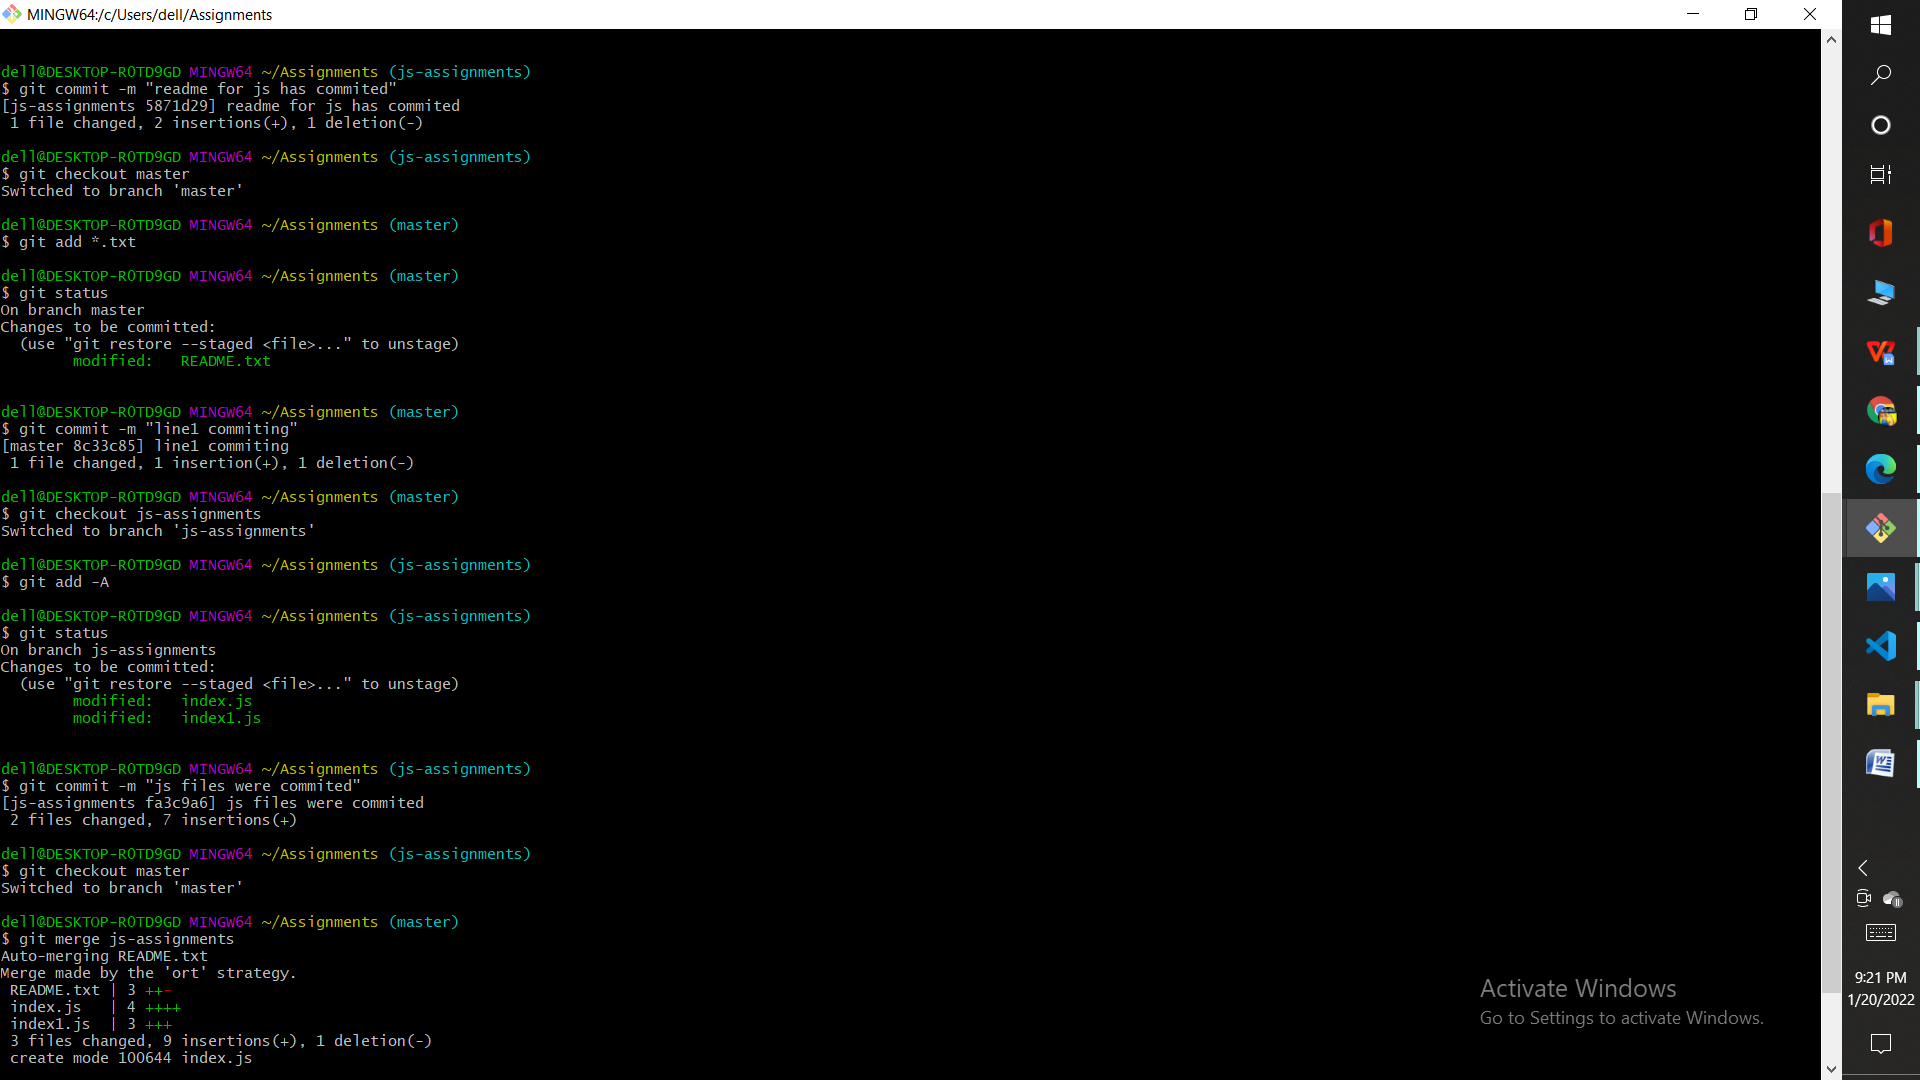 MINGW64:/c/Users/dell/Assignments
dell@DESKTOP-R0TD9GD MINGW64 ~/Assignments (js-assignments)
$ git commit -m "readme for js has commited"
[js-assignments 5871d29] readme for js has commited
 1 file changed, 2 insertions(+), 1 deletion(-)
dell@DESKTOP-R0TD9GD MINGW64 ~/Assignments (js-assignments)
$ git checkout master
Switched to branch 'master'
dell@DESKTOP-R0TD9GD MINGW64 ~/Assignments (master)
$ git add *.txt
dell@DESKTOP-R0TD9GD MINGW64 ~/Assignments (master)
$ git status
On branch master
Changes to be committed:
  (use "git restore --staged <file>..." to unstage)
        modified:   README.txt
dell@DESKTOP-R0TD9GD MINGW64 ~/Assignments (master)
$ git commit -m "line1 commiting"
[master 8c33c85] line1 commiting
 1 file changed, 1 insertion(+), 1 deletion(-)
dell@DESKTOP-R0TD9GD MINGW64 ~/Assignments (master)
$ git checkout js-assignments
Switched to branch 'js-assignments'
dell@DESKTOP-R0TD9GD MINGW64 ~/Assignments (js-assignments)
$ git add -A
dell@DESKTOP-R0TD9GD MINGW64 ~/Assignments (js-assignments)
$ git status
On branch js-assignments
Changes to be committed:
  (use "git restore --staged <file>..." to unstage)
        modified:   index.js
        modified:   index1.js
dell@DESKTOP-R0TD9GD MINGW64 ~/Assignments (js-assignments)
$ git commit -m "js files were commited"
[js-assignments fa3c9a6] js files were commited
 2 files changed, 7 insertions(+)
dell@DESKTOP-R0TD9GD MINGW64 ~/Assignments (js-assignments)
$ git checkout master
Switched to branch 'master'
dell@DESKTOP-R0TD9GD MINGW64 ~/Assignments (master)
$ git merge js-assignments
Auto-merging README.txt
Merge made by the 'ort' strategy.
 README.txt | 3 ++-
 index.js   | 4 ++++
 index1.js  | 3 +++
 3 files changed, 9 insertions(+), 1 deletion(-)
 create mode 100644 index.js
Activate Windows
Go to Settings to activate Windows.
9:21 PM
1/20/2022